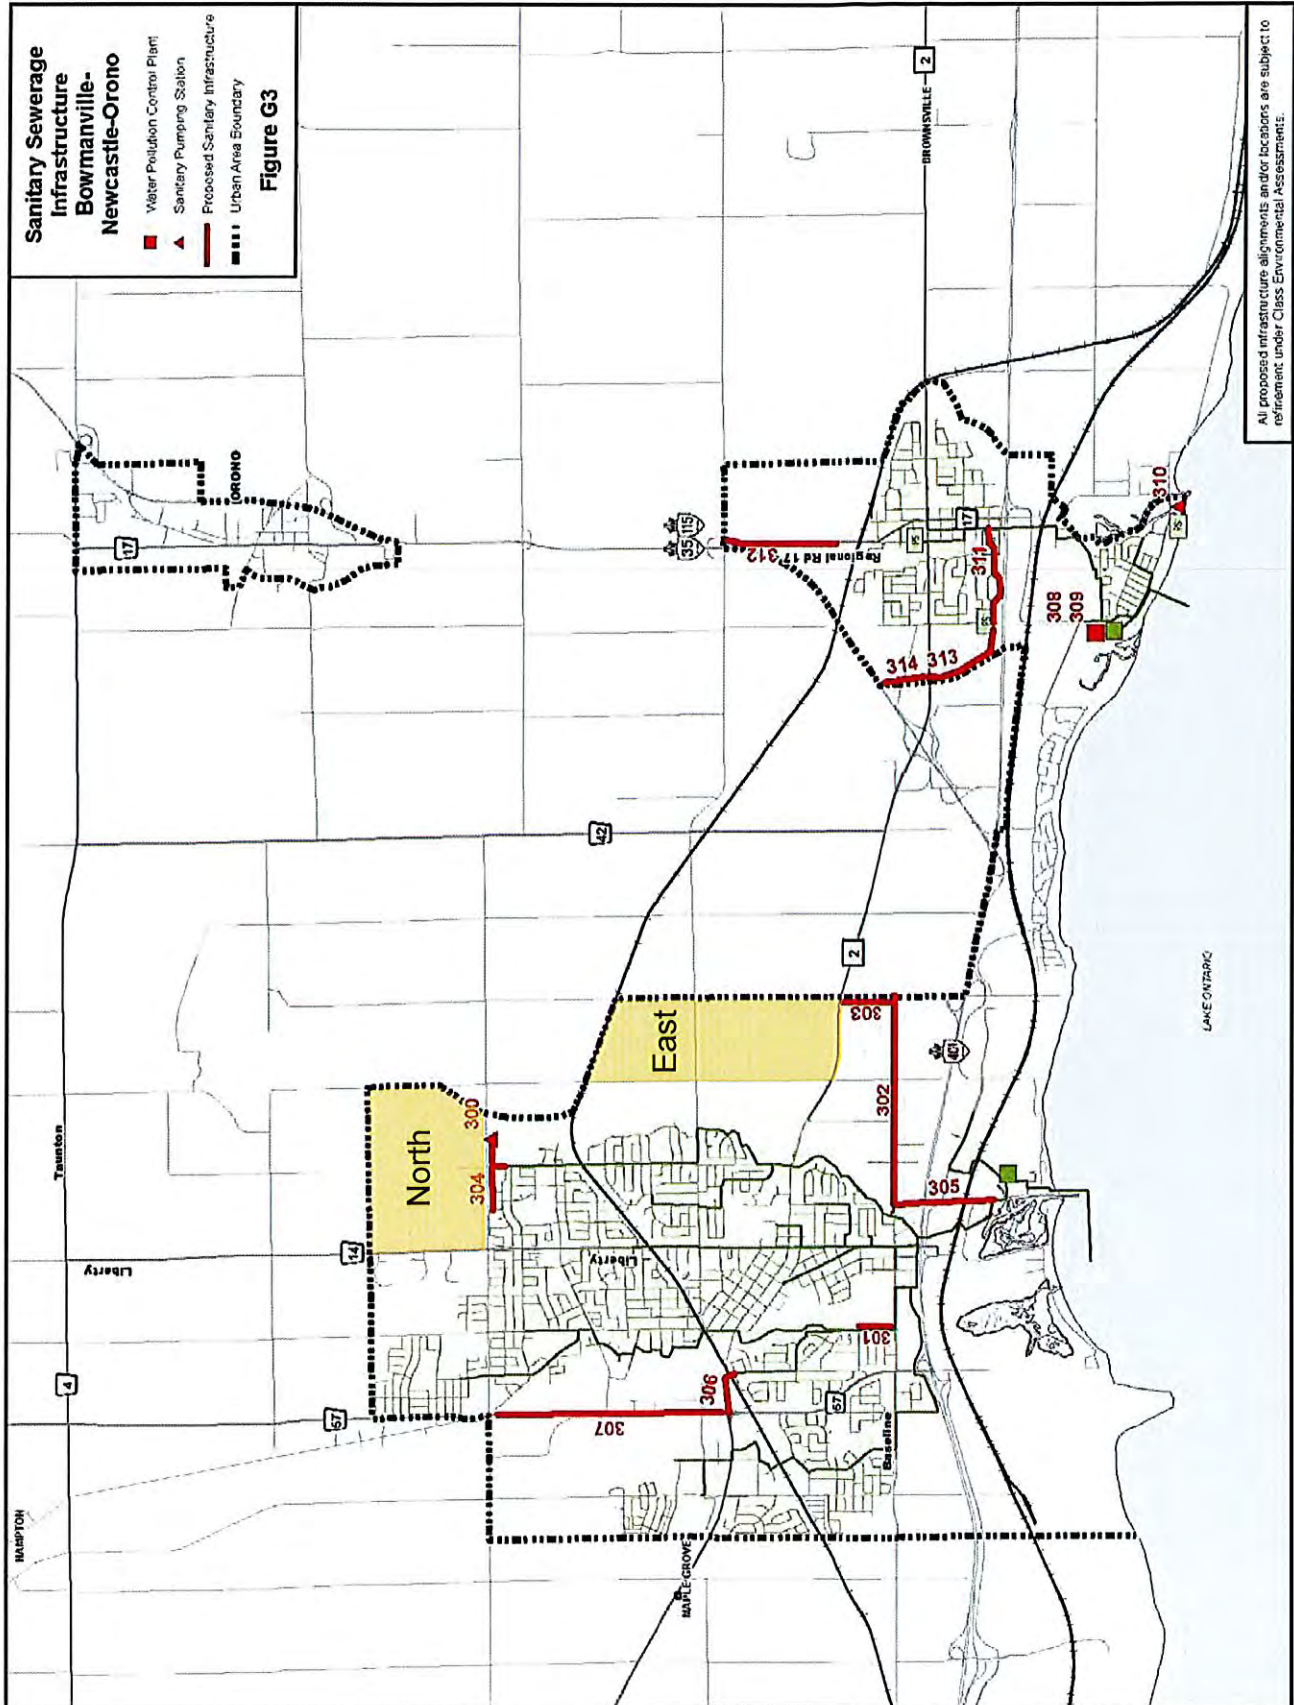 Sanitary Sewerage
Infrastructure
Bowmanville-
Newcastle-Orono
Water Pollution Control Plant
Sanitary Pumping Station
Proposed Sanitary Infrastructure
Urban Area Boundary
Figure G3
HAMPTON
4
Taunton
57
14
Liberty
17
ORONO
North
300
304
42
35 115
312
Regional Rd 17
East
Liberty
307
306
MAPLE GROVE
57
Baseline
301
303
302
2
401
305
314 313
PS
PS
311
17
2
BROWNSVILLE
308
309
310
PS
LAKE ONTARIO
All proposed infrastructure alignments and/or locations are subject to
refinement under Class Environmental Assessments.